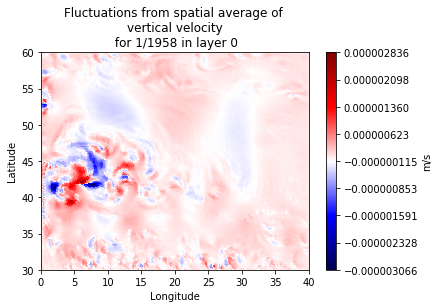 Fluctuations from spatial average of
vertical velocity
for 1/1958 in layer 0
60
55
50
45
40
35
30
Latitude
0 5 10 15 20 25 30 35 40
Longitude
0.000002836
0.000002098
0.000001360
0.000000623
−0.000000115
−0.000000853
−0.000001591
−0.000002328
−0.000003066
m/s